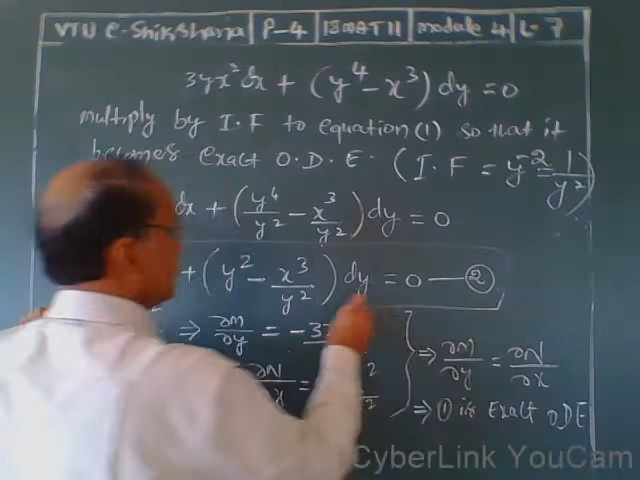 VTU e-Shikshana P-4 18MAT11 module 4 L-7
3yx²dx + (y⁴ - x³) dy = 0
multiply by I.F to equation (1) so that it
becomes exact O.D.E. (I.F = y⁻² = 1/y²)
dx + (y⁴/y² - x³/y²) dy = 0
+ (y² - x³/y²) dy = 0 — ②
⇒ ∂M/∂y = -3 ⇒ ∂M/∂y = ∂N/∂x
∂N/∂x = ⇒ ① is Exact ODE
CyberLink YouCam